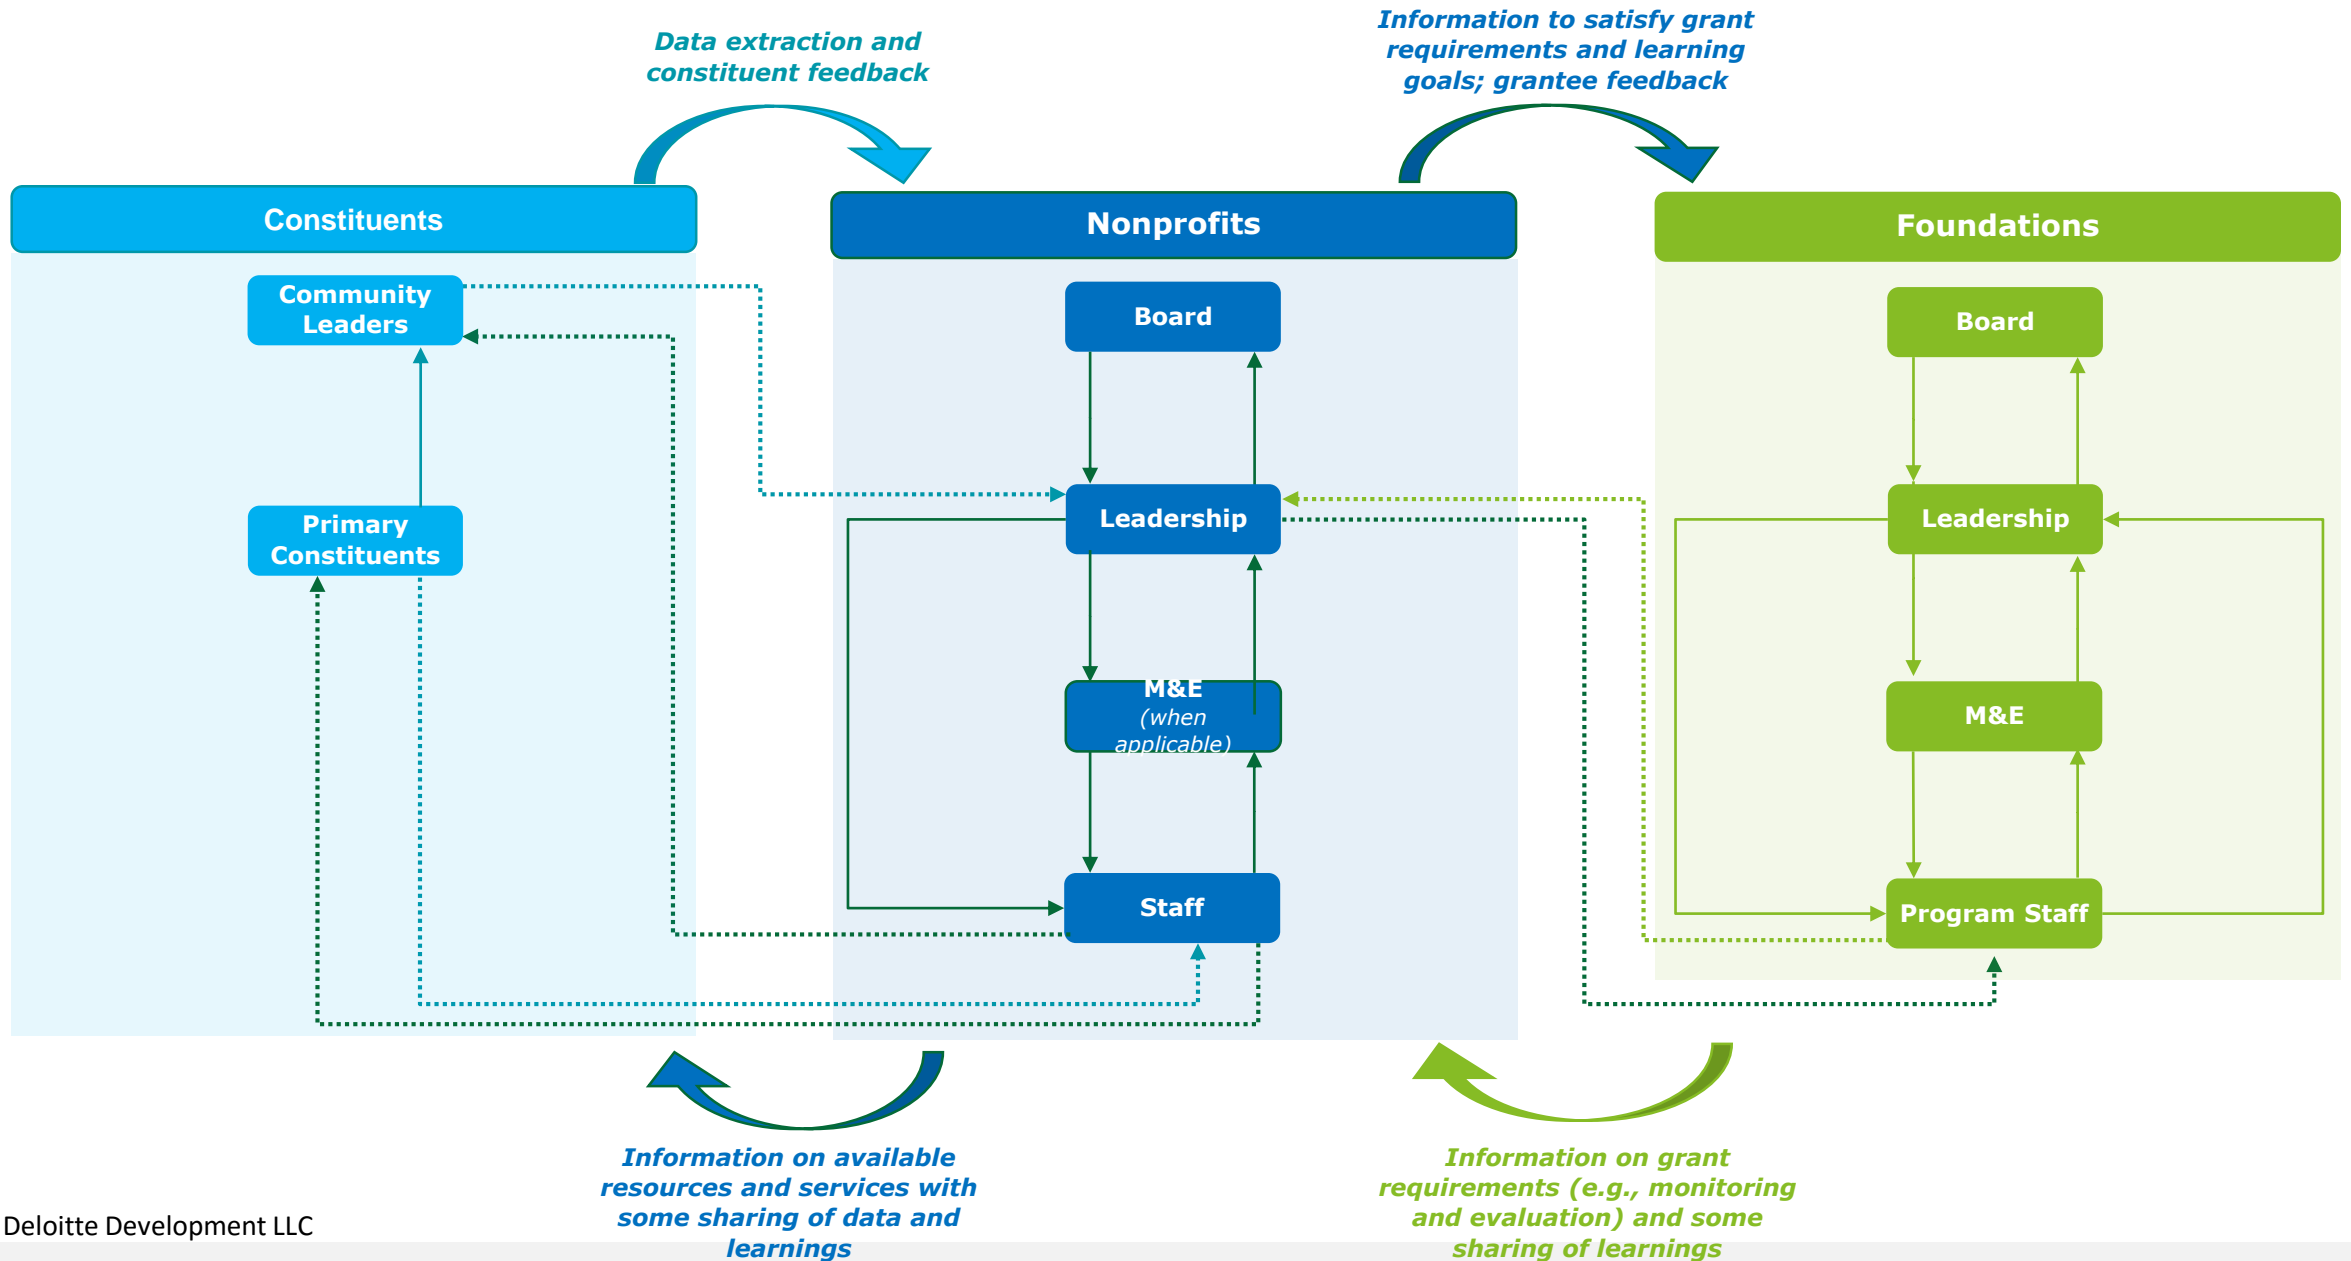 Data extraction and
constituent feedback
Information to satisfy grant
requirements and learning
goals; grantee feedback
Constituents
Nonprofits
Foundations
Community
Leaders
Primary
Constituents
Board
Leadership
M&E
(when
applicable)
Staff
Board
Leadership
M&E
Program Staff
Information on available
resources and services with
some sharing of data and
learnings
Information on grant
requirements (e.g., monitoring
and evaluation) and some
sharing of learnings
Deloitte Development LLC